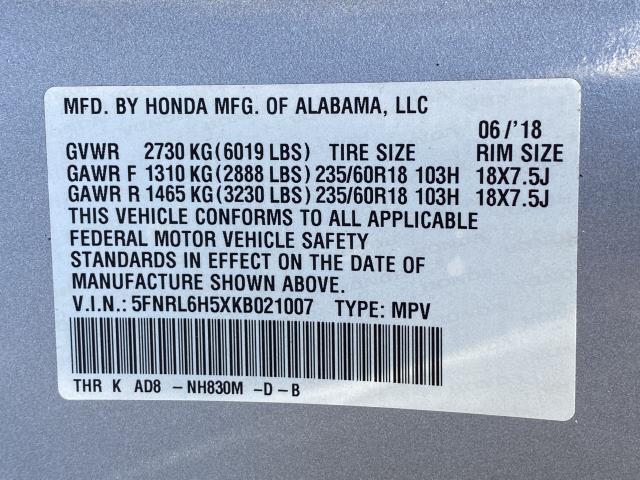 MFD. BY HONDA MFG. OF ALABAMA, LLC
06/'18
GVWR 2730 KG(6019 LBS) TIRE SIZE RIM SIZE
GAWR F 1310 KG(2888 LBS)235/60R18 103H 18X7.5J
GAWR R 1465 KG(3230 LBS)235/60R18 103H 18X7.5J
THIS VEHICLE CONFORMS TO ALL APPLICABLE
FEDERAL MOTOR VEHICLE SAFETY
STANDARDS IN EFFECT ON THE DATE OF
MANUFACTURE SHOWN ABOVE.
V.I.N.: 5FNRL6H5XKB021007 TYPE: MPV
THR K AD8 -NH830M -D-B